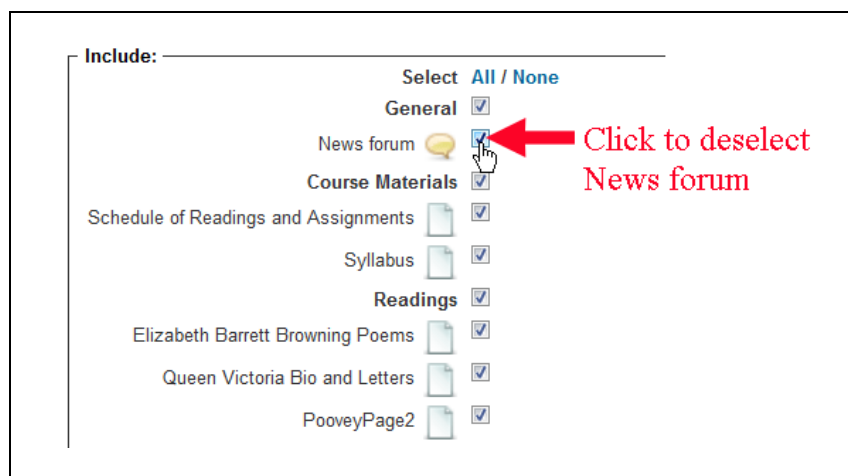 Include:
Select All / None
General
News forum
Click to deselect
News forum
Course Materials
Schedule of Readings and Assignments
Syllabus
Readings
Elizabeth Barrett Browning Poems
Queen Victoria Bio and Letters
PooveyPage2